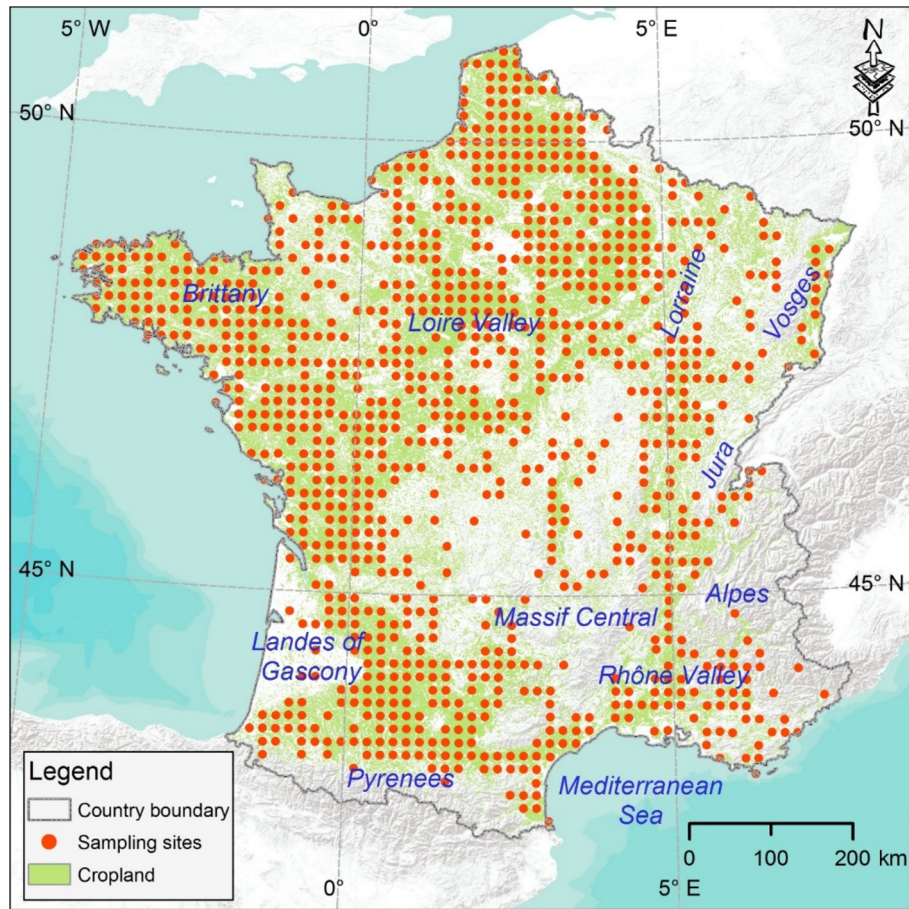 5° W
0°
5° E
N
50° N
50° N
Brittany
Lorraine
Vosges
Loire Valley
Jura
45° N
45° N
Alpes
Massif Central
Landes of
Gascony
Rhône Valley
Pyrenees
Mediterranean
Sea
Legend
Country boundary
Sampling sites
Cropland
0 100 200 km
0°
5° E